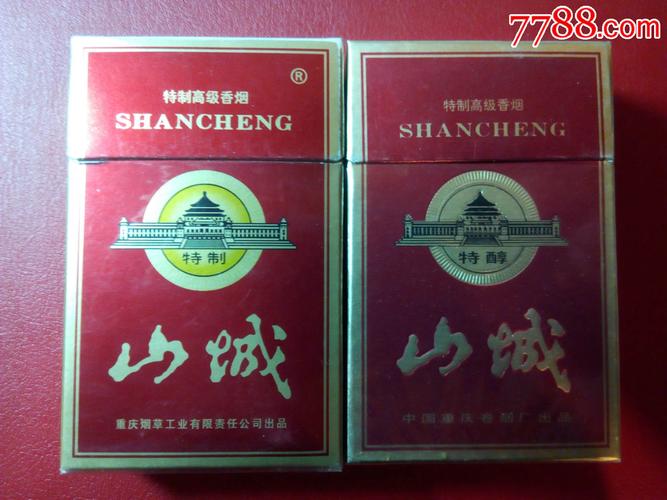 7788.com
®
特制高级香烟
SHANCHENG
特制
山城
重庆烟草工业有限责任公司出品
特制高级香烟
SHANCHENG
特醇
山城
中国重庆卷烟厂出品